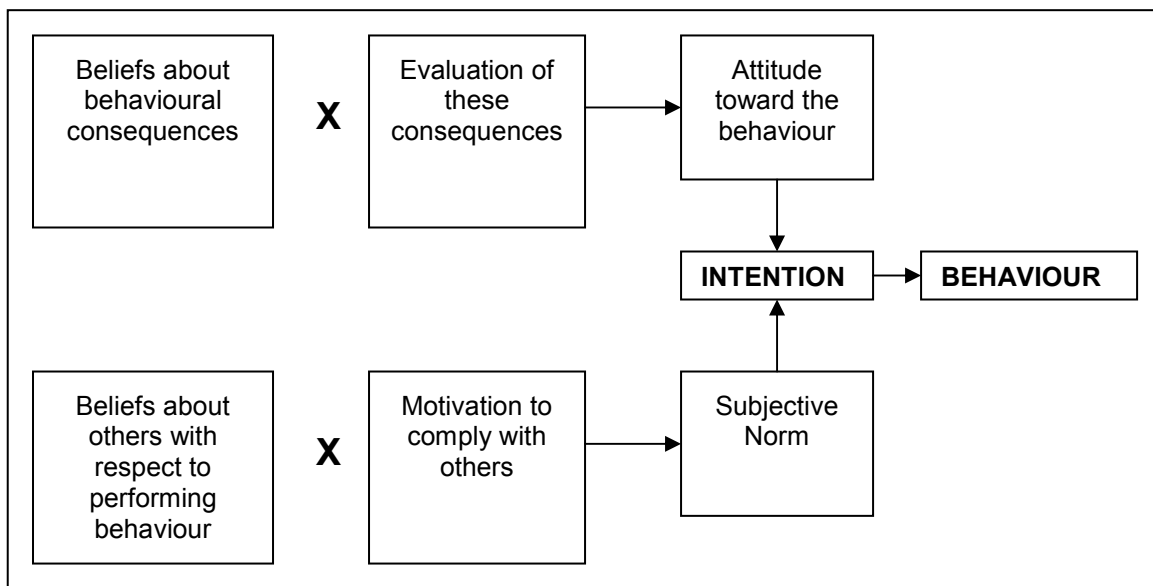 Beliefs about
behavioural
consequences
X
Evaluation of
these
consequences
Attitude
toward the
behaviour
INTENTION
BEHAVIOUR
Beliefs about
others with
respect to
performing
behaviour
X
Motivation to
comply with
others
Subjective
Norm